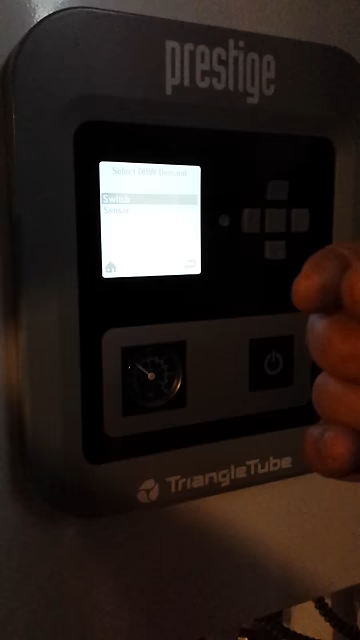 prestige
Select DHW Demand
Switch
Sensor
TriangleTube